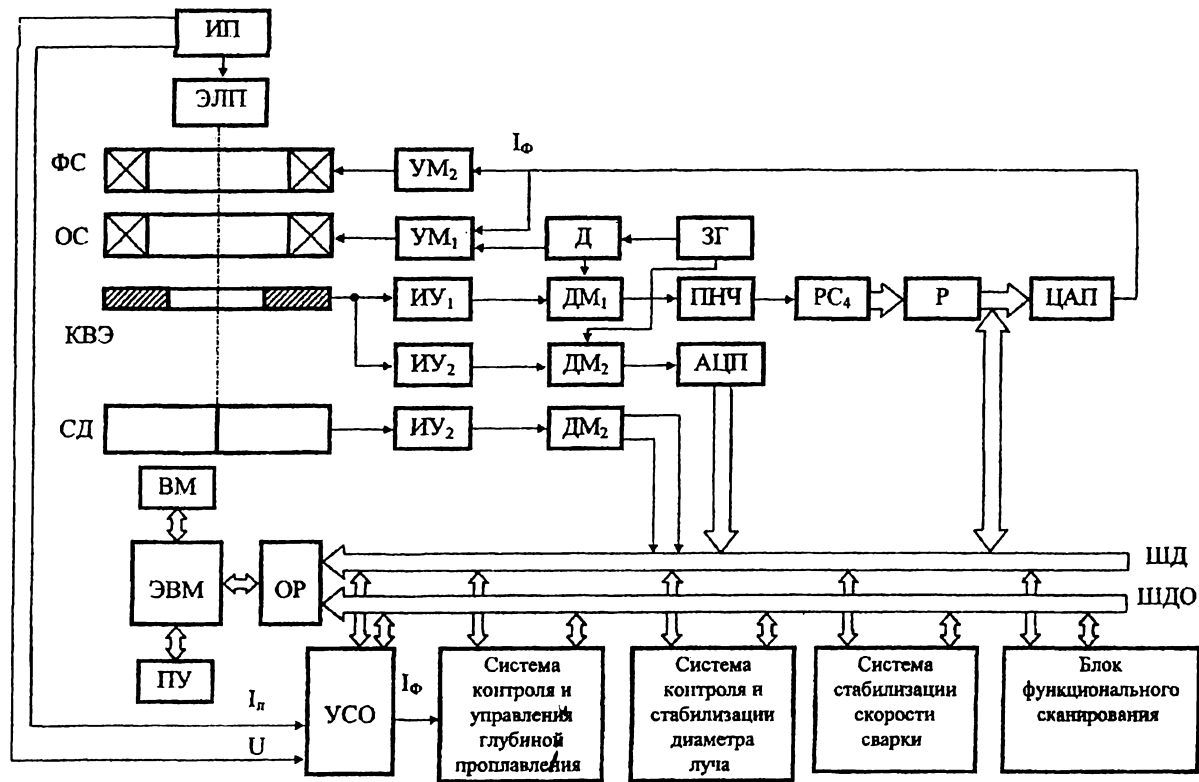 ИП
ЭЛП
ФС
УМ₂
IФ
ОС
УМ₁
Д
ЗГ
КВЭ
ИУ₁
ДМ₁
ПНЧ
РС₄
Р
ЦАП
ИУ₂
ДМ₂
АЦП
СД
ИУ₂
ДМ₂
ВМ
ЭВМ
ОР
ШД
ШДО
ПУ
Iл
U
УСО
IФ
Система
контроля и
управления
глубиной
проплавления
Система
контроля и
стабилизации
диаметра
луча
Система
стабилизации
скорости
сварки
Блок
функционального
сканирования